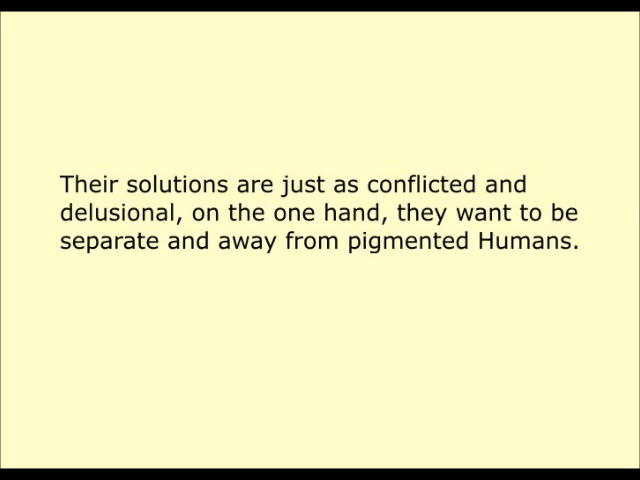 Their solutions are just as conflicted and
delusional, on the one hand, they want to be
separate and away from pigmented Humans.